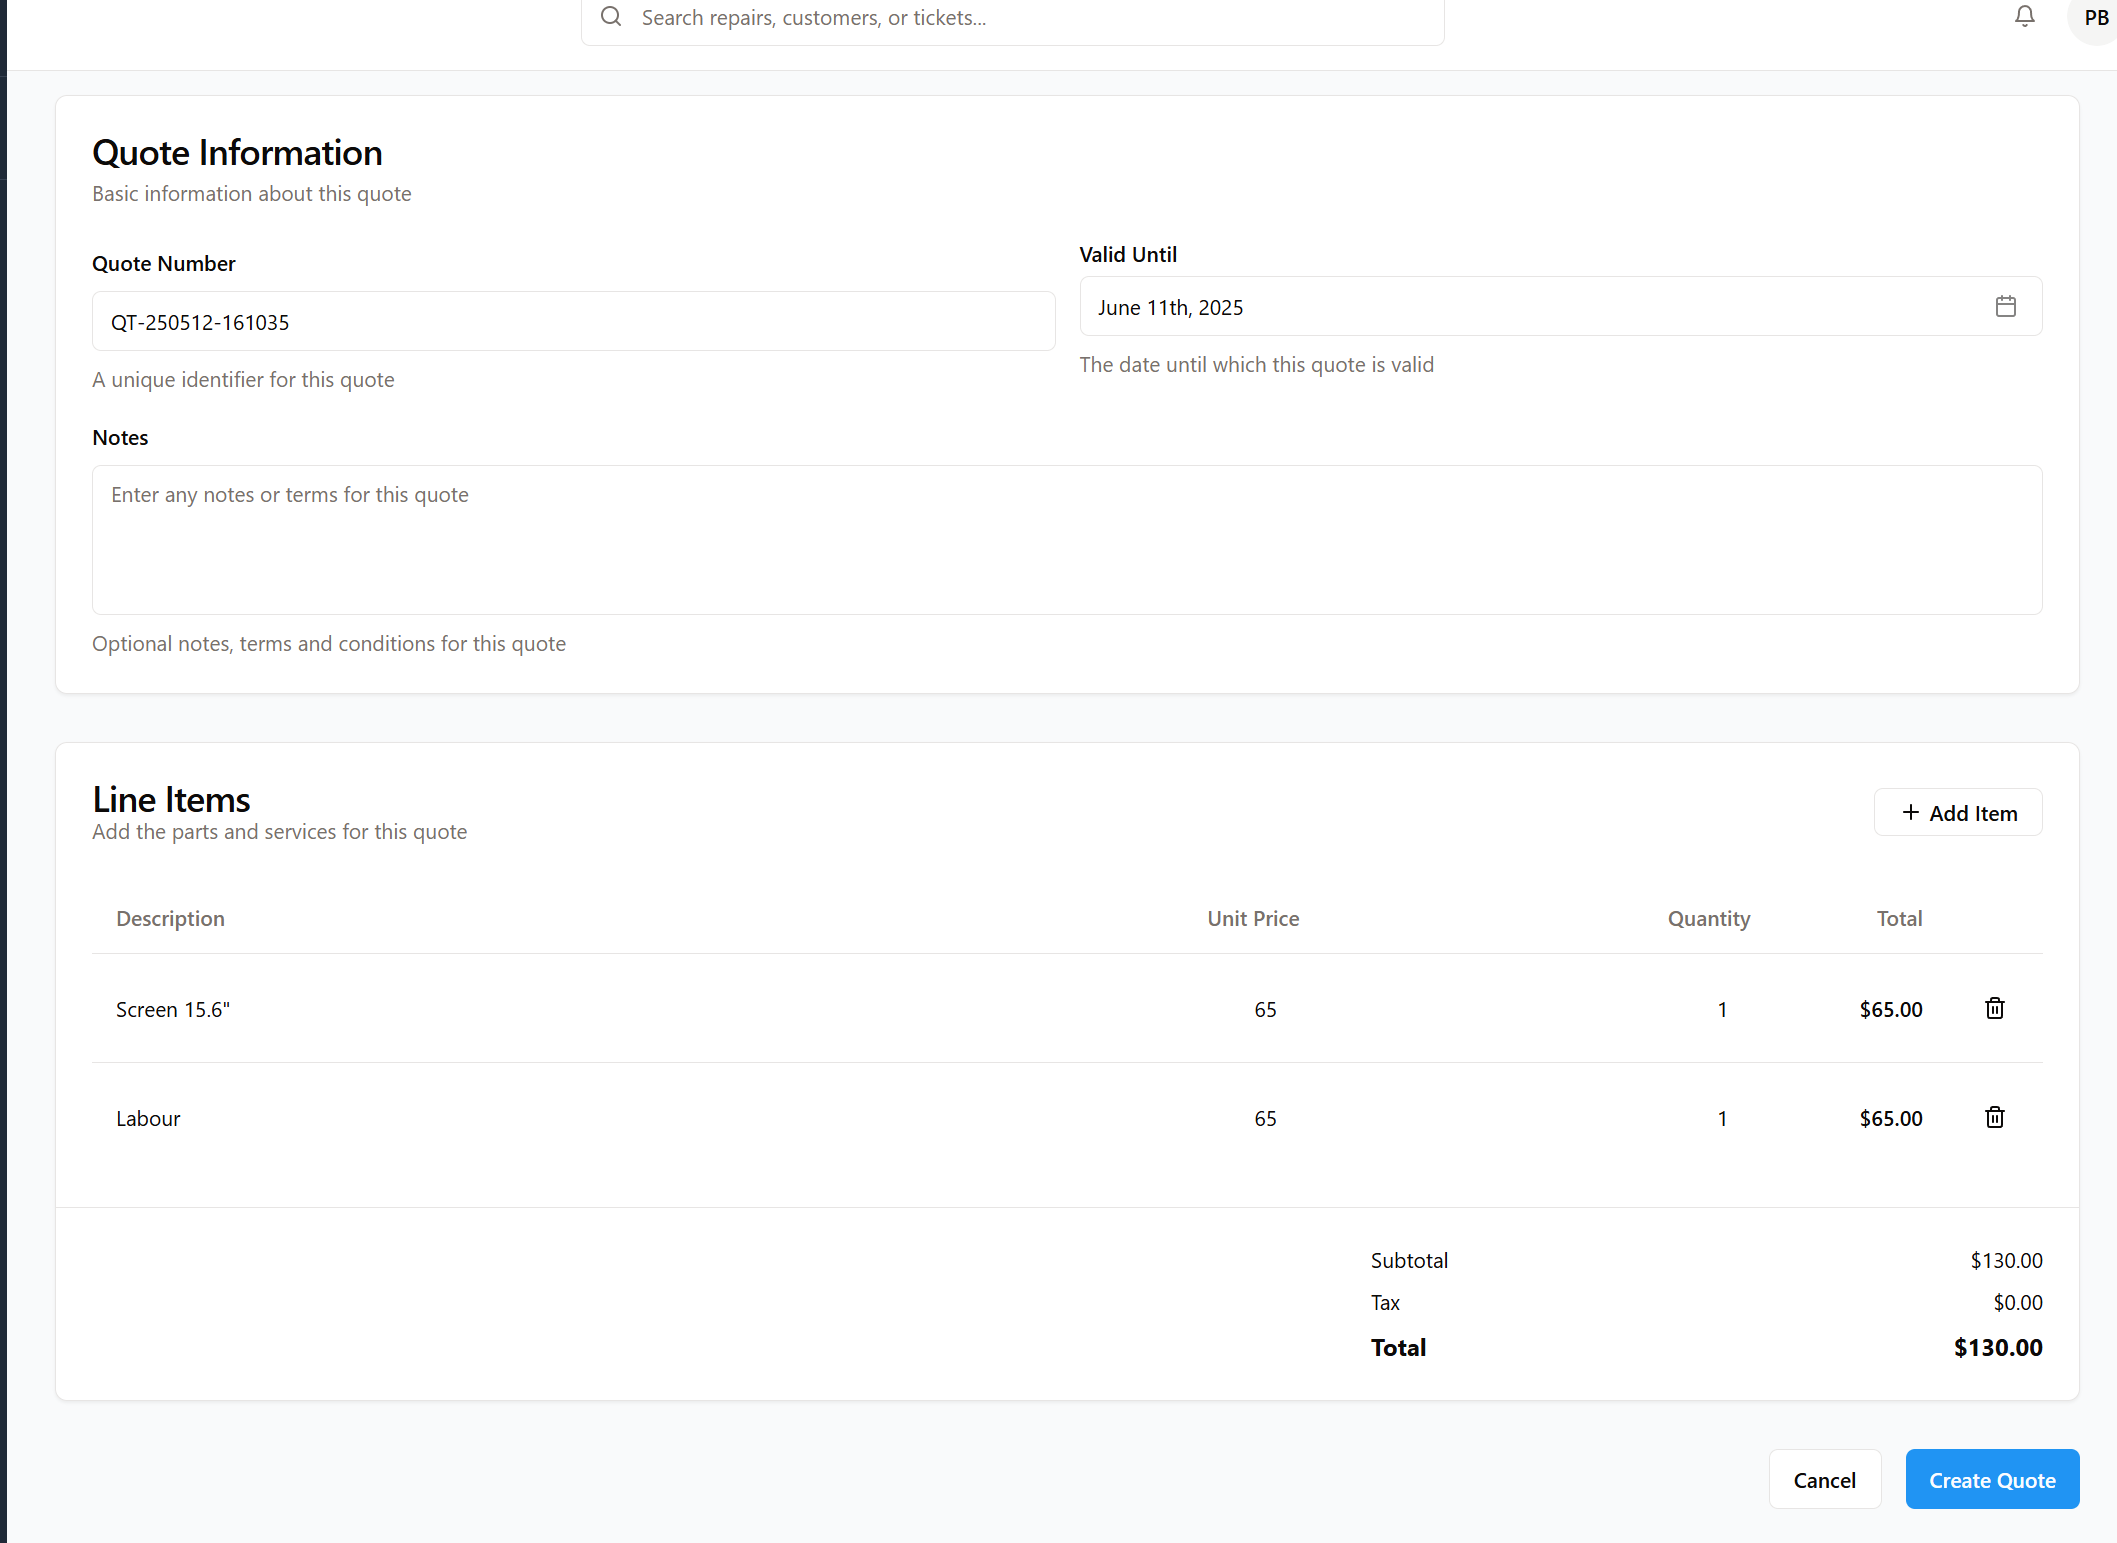 Search repairs, customers, or tickets...
PB
Quote Information
Basic information about this quote
Quote Number
QT-250512-161035
A unique identifier for this quote
Valid Until
June 11th, 2025
The date until which this quote is valid
Notes
Enter any notes or terms for this quote
Optional notes, terms and conditions for this quote
Line Items
Add the parts and services for this quote
Add Item
Description Unit Price Quantity Total
Screen 15.6" 65 1 $65.00
Labour 65 1 $65.00
Subtotal $130.00
Tax $0.00
Total $130.00
Cancel Create Quote